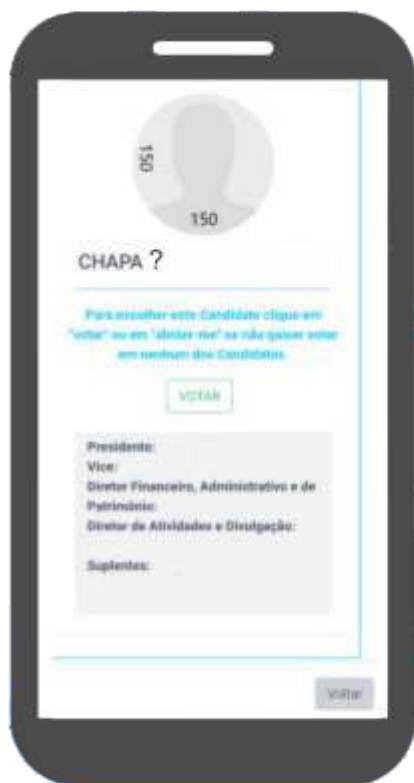 150
150
CHAPA ?
Para escolher este Candidato clique em
"votar" ou em "abster-me" se não quiser votar
em nenhum dos Candidatos.
VOTAR
Presidente:
Vice:
Diretor Financeiro, Administrativo e de
Patrimônio:
Diretor de Atividades e Divulgação:
Suplentes:
Voltar